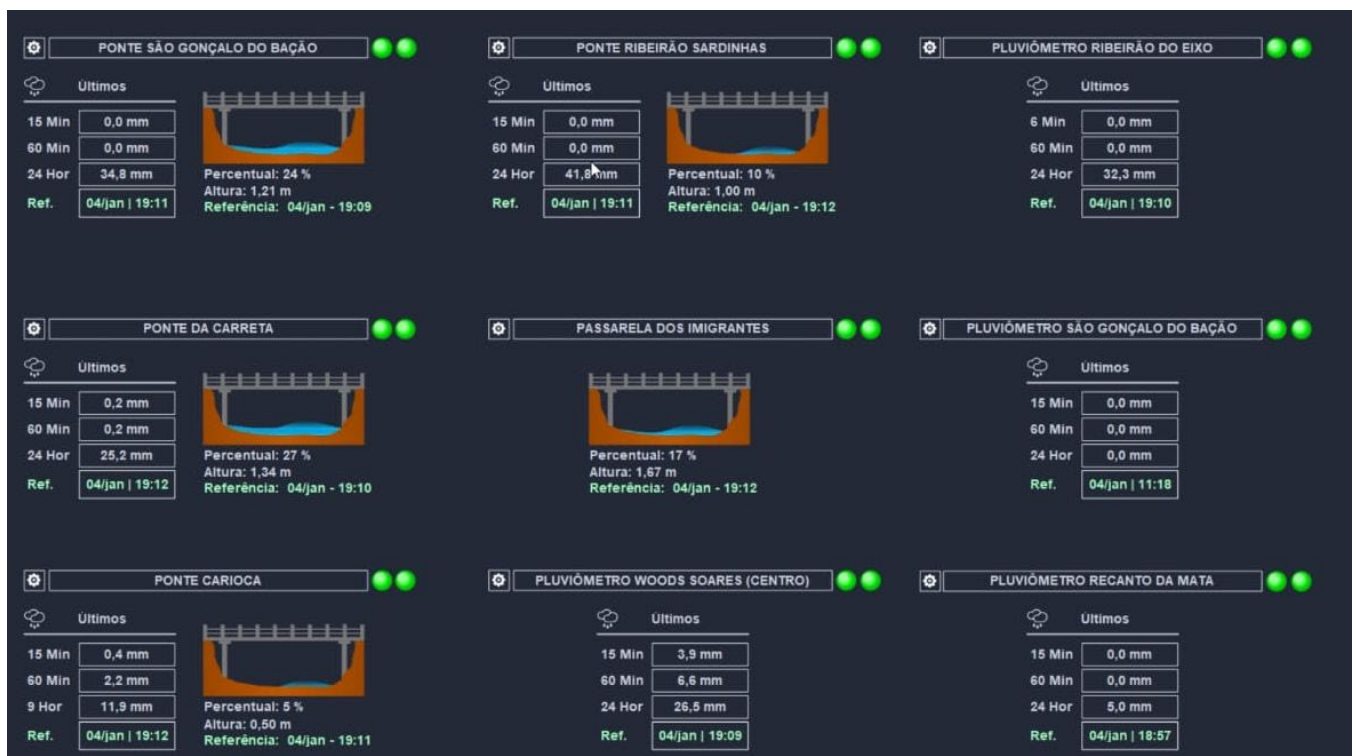 PONTE SÃO GONÇALO DO BAÇÃO
Últimos
15 Min 0,0 mm
60 Min 0,0 mm
24 Hor 34,8 mm
Ref. 04/jan | 19:11
Percentual: 24 %
Altura: 1,21 m
Referência: 04/jan - 19:09
PONTE RIBEIRÃO SARDINHAS
Últimos
15 Min 0,0 mm
60 Min 0,0 mm
24 Hor 41,8 mm
Ref. 04/jan | 19:11
Percentual: 10 %
Altura: 1,00 m
Referência: 04/jan - 19:12
PLUVIÔMETRO RIBEIRÃO DO EIXO
Últimos
6 Min 0,0 mm
60 Min 0,0 mm
24 Hor 32,3 mm
Ref. 04/jan | 19:10
PONTE DA CARRETA
Últimos
15 Min 0,2 mm
60 Min 0,2 mm
24 Hor 25,2 mm
Ref. 04/jan | 19:12
Percentual: 27 %
Altura: 1,34 m
Referência: 04/jan - 19:10
PASSARELA DOS IMIGRANTES
Percentual: 17 %
Altura: 1,67 m
Referência: 04/jan - 19:12
PLUVIÔMETRO SÃO GONÇALO DO BAÇÃO
Últimos
15 Min 0,0 mm
60 Min 0,0 mm
24 Hor 0,0 mm
Ref. 04/jan | 11:18
PONTE CARIOCA
Últimos
15 Min 0,4 mm
60 Min 2,2 mm
9 Hor 11,9 mm
Ref. 04/jan | 19:12
Percentual: 5 %
Altura: 0,50 m
Referência: 04/jan - 19:11
PLUVIÔMETRO WOODS SOARES (CENTRO)
Últimos
15 Min 3,9 mm
60 Min 6,6 mm
24 Hor 26,5 mm
Ref. 04/jan | 19:09
PLUVIÔMETRO RECANTO DA MATA
Últimos
15 Min 0,0 mm
60 Min 0,0 mm
24 Hor 5,0 mm
Ref. 04/jan | 18:57